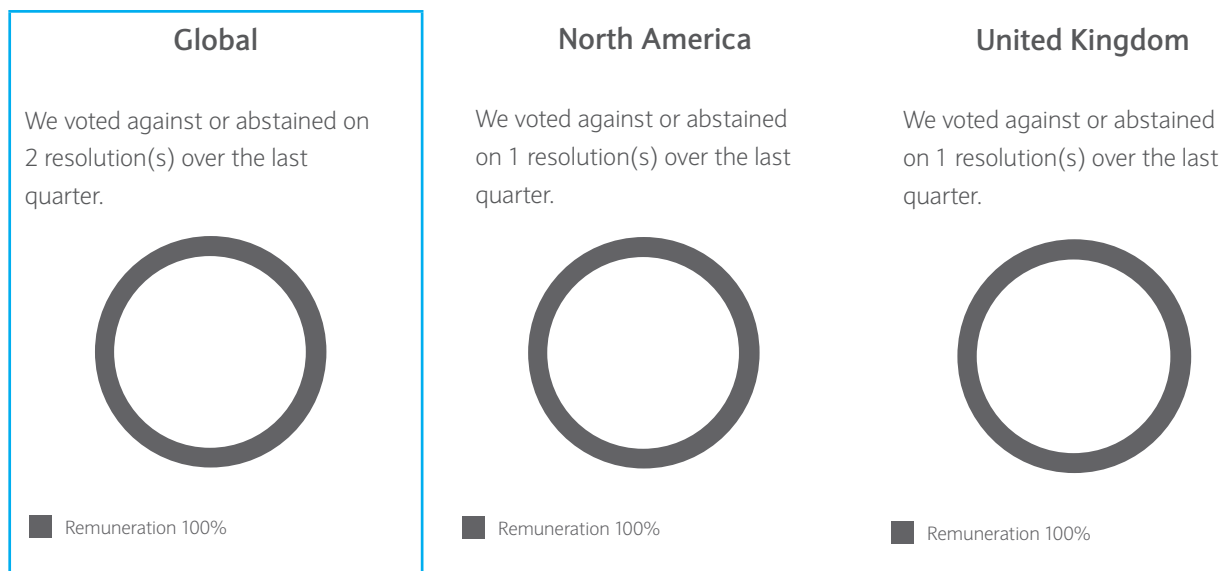 Global
We voted against or abstained on
2 resolution(s) over the last
quarter.
Remuneration 100%
North America
We voted against or abstained
on 1 resolution(s) over the last
quarter.
Remuneration 100%
United Kingdom
We voted against or abstained
on 1 resolution(s) over the last
quarter.
Remuneration 100%